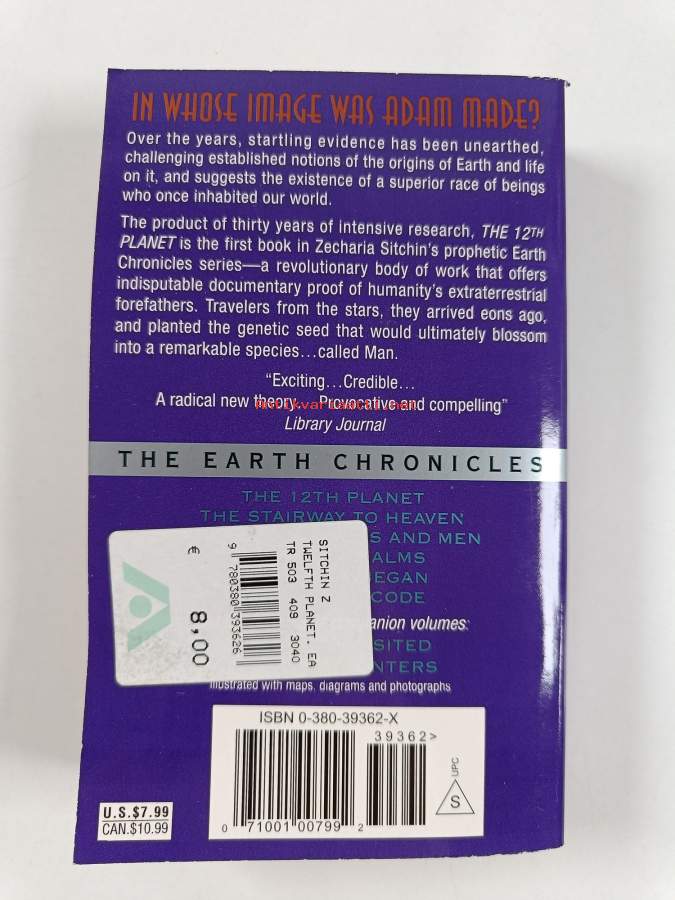 IN WHOSE IMAGE WAS ADAM MADE?
Over the years, startling evidence has been unearthed,
challenging established notions of the origins of Earth and life
on it, and suggests the existence of a superior race of beings
who once inhabited our world.
The product of thirty years of intensive research, THE 12TH
PLANET is the first book in Zecharia Sitchin's prophetic Earth
Chronicles series—a revolutionary body of work that offers
indisputable documentary proof of humanity's extraterrestrial
forefathers. Travelers from the stars, they arrived eons ago,
and planted the genetic seed that would ultimately blossom
into a remarkable species...called Man.
"Exciting...Credible...
A radical new theory... Provocative and compelling"
Library Journal
THE EARTH CHRONICLES
THE 12TH PLANET
THE STAIRWAY TO HEAVEN
S AND MEN
ALMS
EGAN
CODE
anion volumes:
SITED
NTERS
Illustrated with maps, diagrams and photographs
SITCHIN Z
TWELFTH PLANET. EA
TR 503 409 3040
9 780380 393626
€ 8,00
ISBN 0-380-39362-X
39362>
0 71001 00799 2
UPC
S
U.S.$7.99
CAN.$10.99